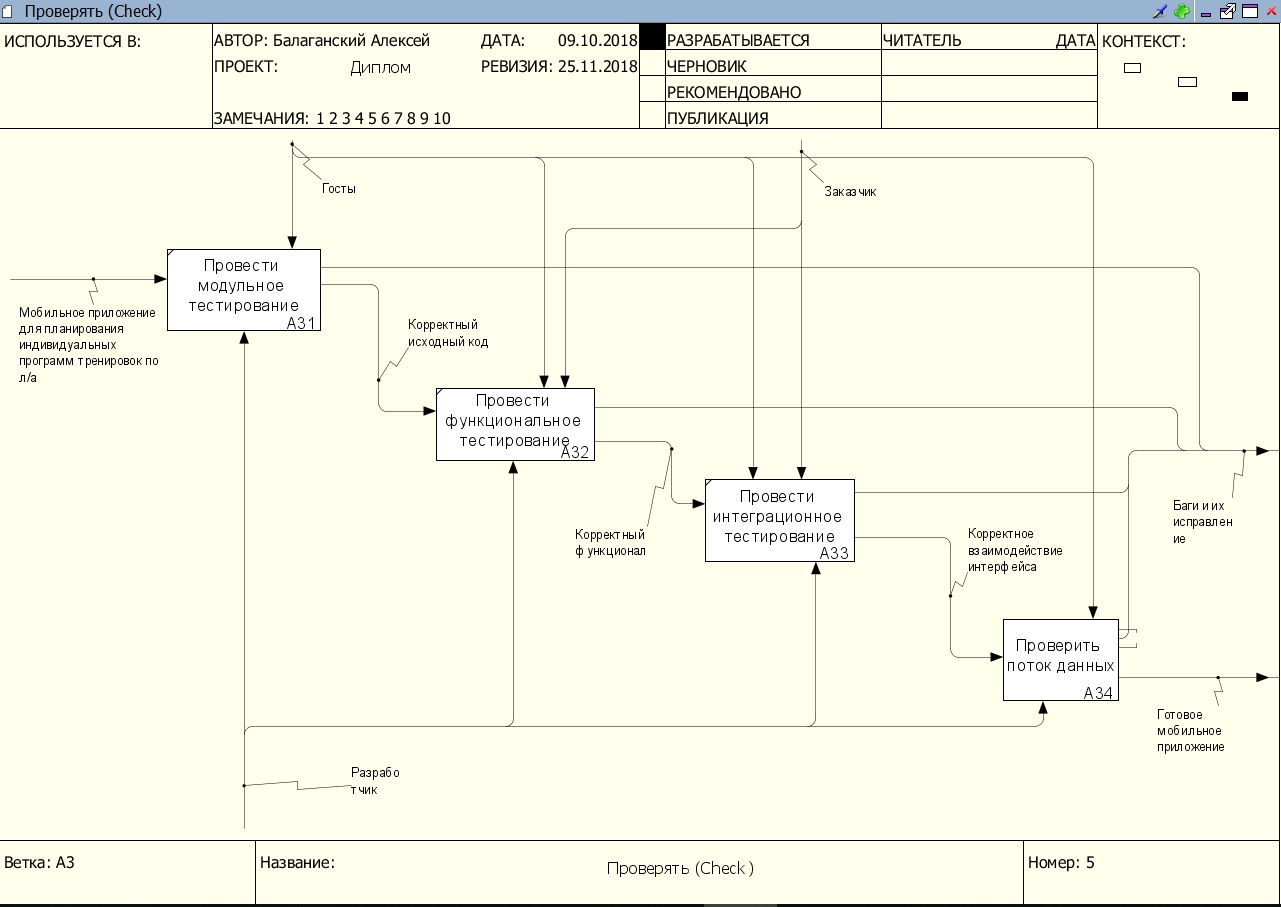 Проверять (Check)
ИСПОЛЬЗУЕТСЯ В:
АВТОР: Балаганский Алексей
ДАТА: 09.10.2018
ПРОЕКТ: Диплом
РЕВИЗИЯ: 25.11.2018
ЗАМЕЧАНИЯ: 1 2 3 4 5 6 7 8 9 10
РАЗРАБАТЫВАЕТСЯ
ЧЕРНОВИК
РЕКОМЕНДОВАНО
ПУБЛИКАЦИЯ
ЧИТАТЕЛЬ
ДАТА
КОНТЕКСТ:
Госты
Заказчик
Провести
модульное
тестирование
A31
Мобильное приложение
для планирования
индивидуальных
программ тренировок по
л/а
Корректный
исходный код
Провести
функциональное
тестирование
A32
Провести
интеграционное
тестирование
A33
Корректный
функционал
Баги и их
исправлен
ие
Корректное
взаимодействие
интерфейса
Проверить
поток данных
A34
Готовое
мобильное
приложение
Разрабо
тчик
Ветка: A3
Название:
Проверять (Check )
Номер: 5